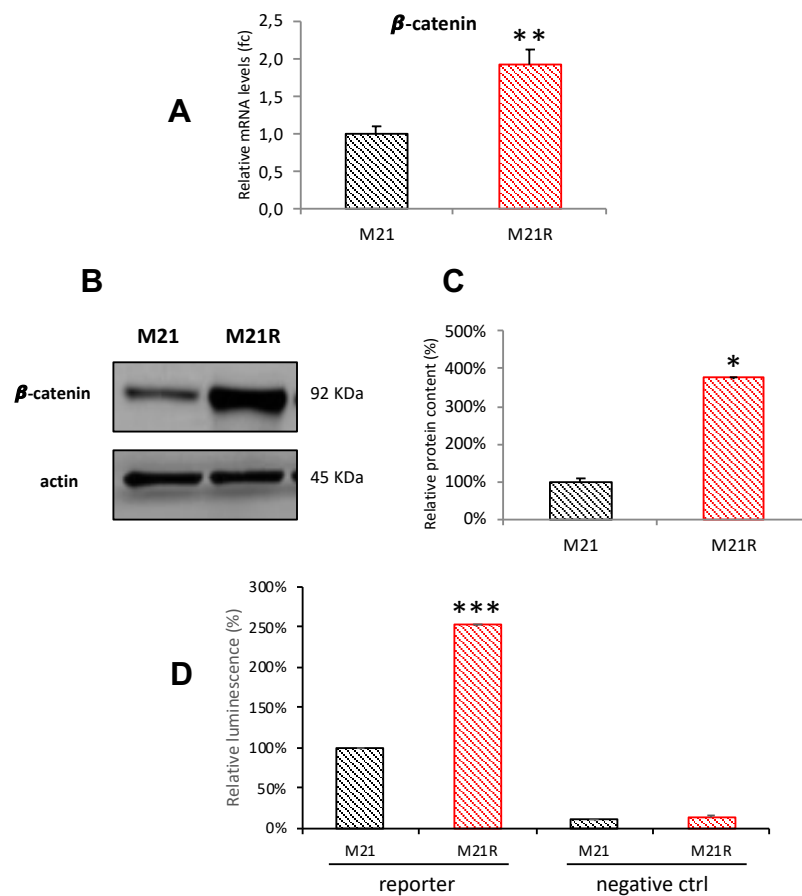 A
𝜷-catenin
Relative mRNA levels (fc)
2,5
2,0
1,5
1,0
0,5
0,0
**
M21
M21R
B
M21
M21R
𝜷-catenin
92 KDa
actin
45 KDa
C
Relative protein content (%)
500%
400%
300%
200%
100%
0%
*
M21
M21R
D
Relative luminescence (%)
300%
250%
200%
150%
100%
50%
0%
***
M21
M21R
M21
M21R
reporter
negative ctrl